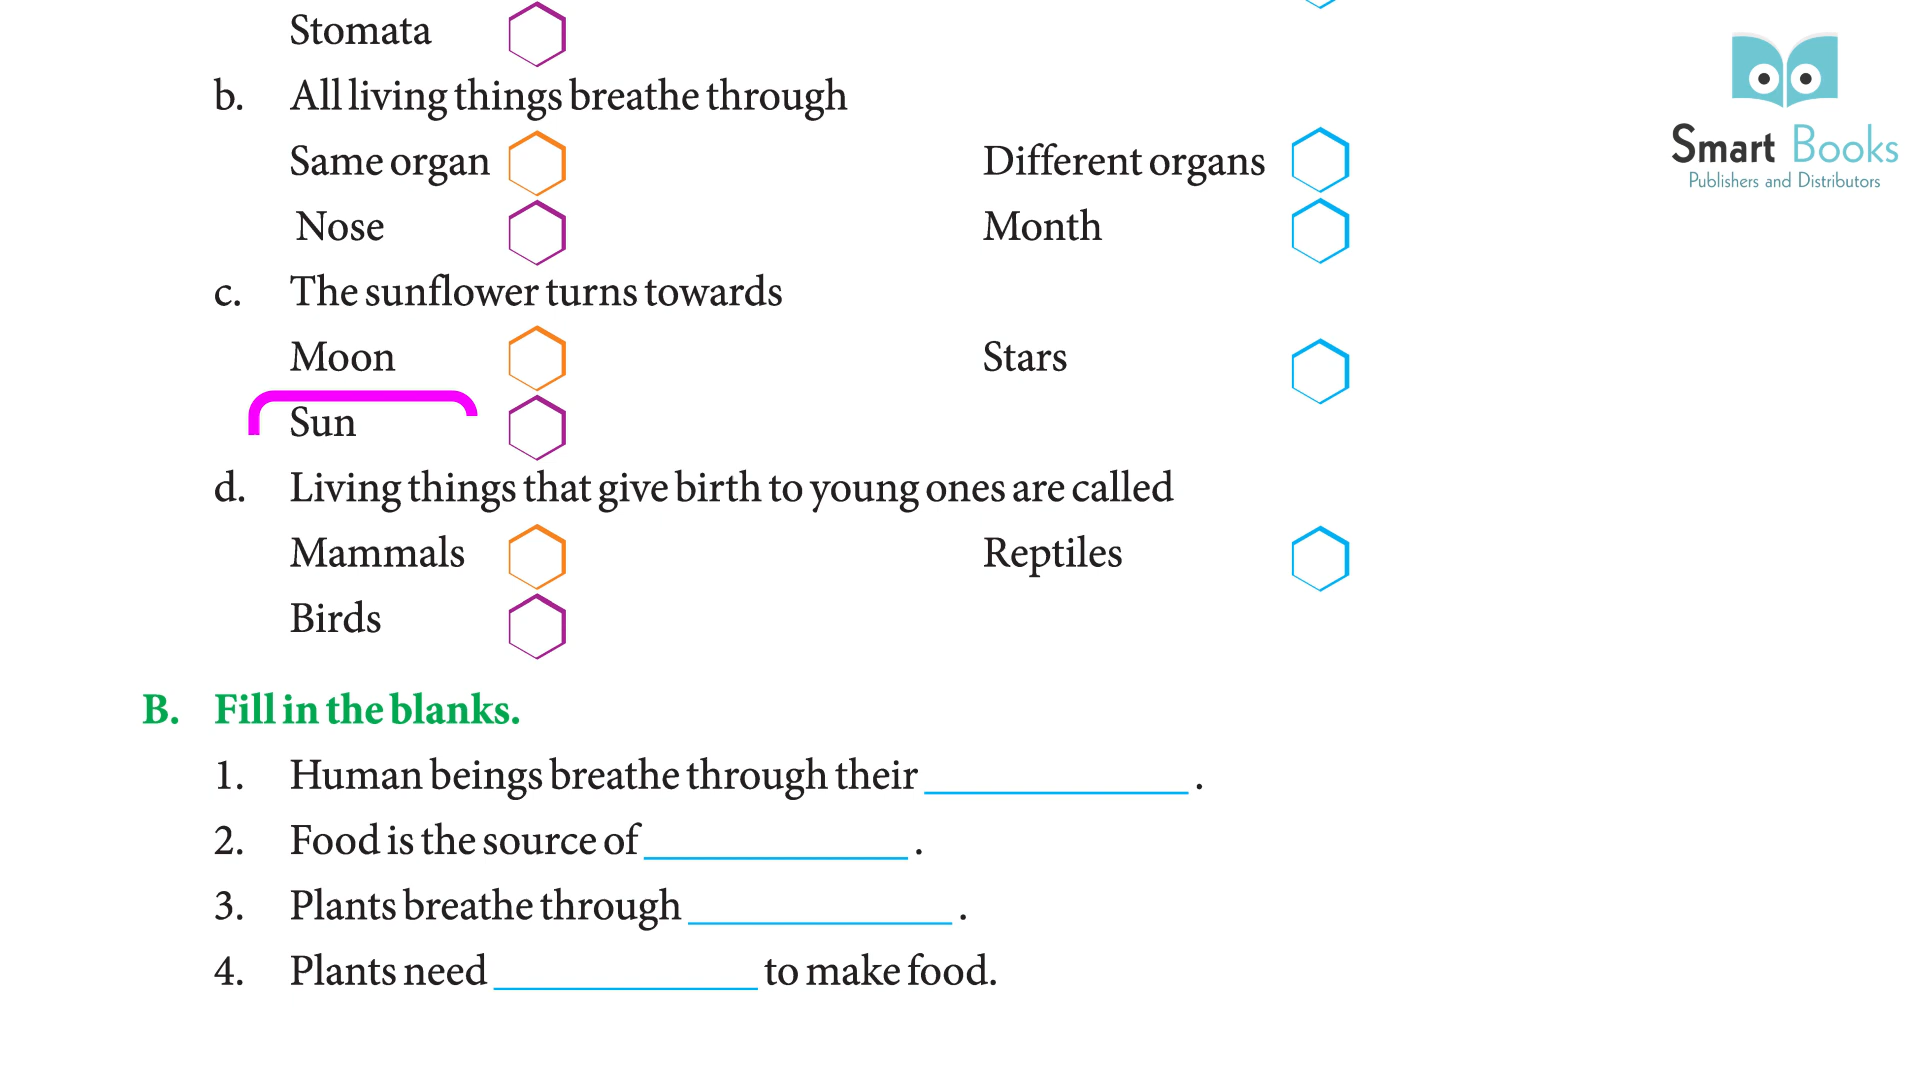 Stomata
b. All living things breathe through
Same organ Different organs
Nose Month
c. The sunflower turns towards
Moon Stars
Sun
d. Living things that give birth to young ones are called
Mammals Reptiles
Birds
B. Fill in the blanks.
1. Human beings breathe through their ____________ .
2. Food is the source of ____________ .
3. Plants breathe through ____________ .
4. Plants need ____________ to make food.
Smart Books
Publishers and Distributors